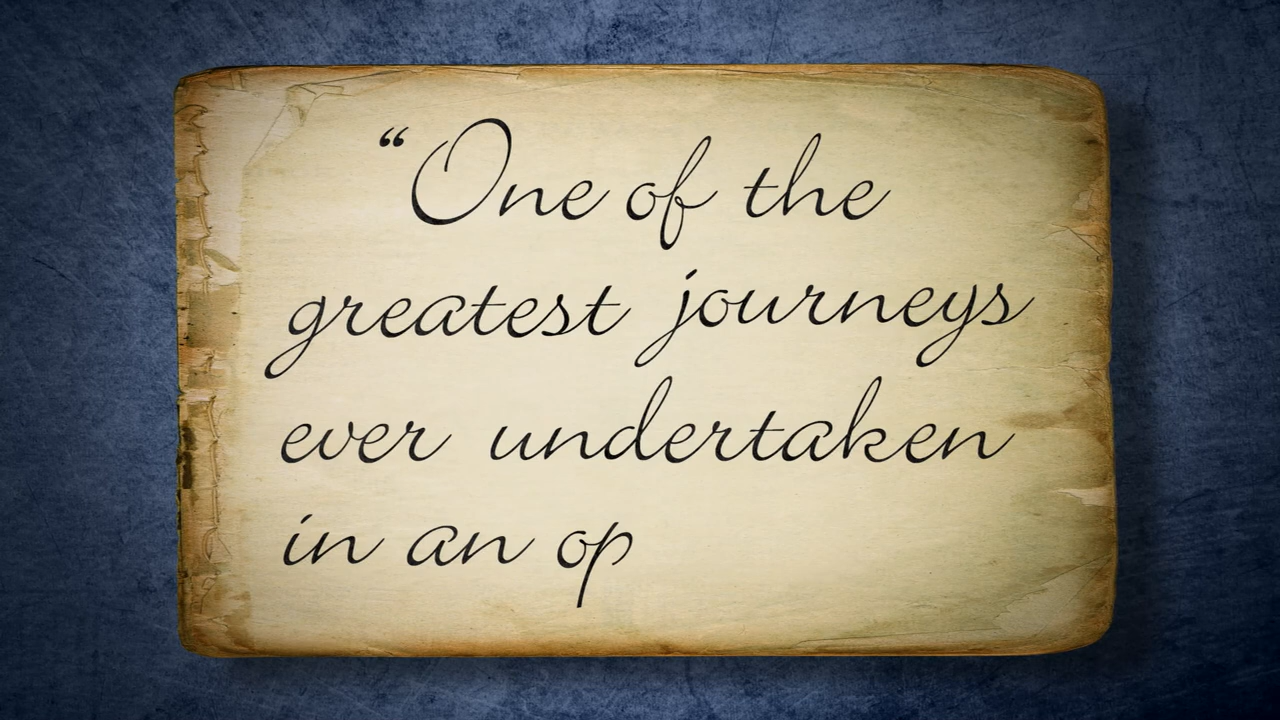 “One of the
greatest journeys
ever undertaken
in an op